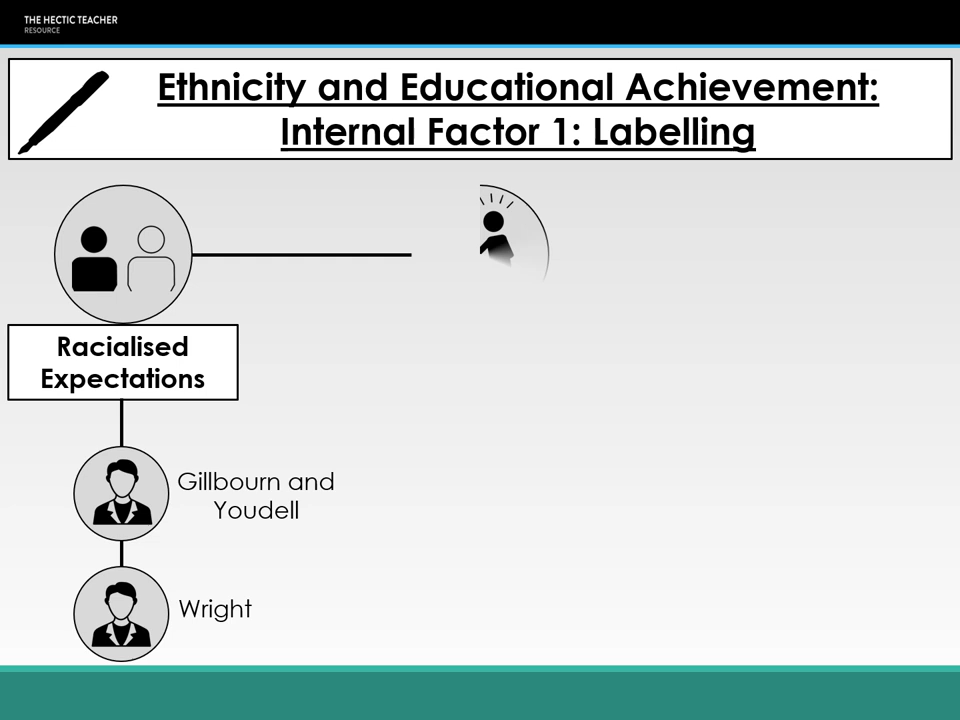 THE HECTIC TEACHER
RESOURCE
Ethnicity and Educational Achievement:
Internal Factor 1: Labelling
Racialised
Expectations
Gillbourn and
Youdell
Wright